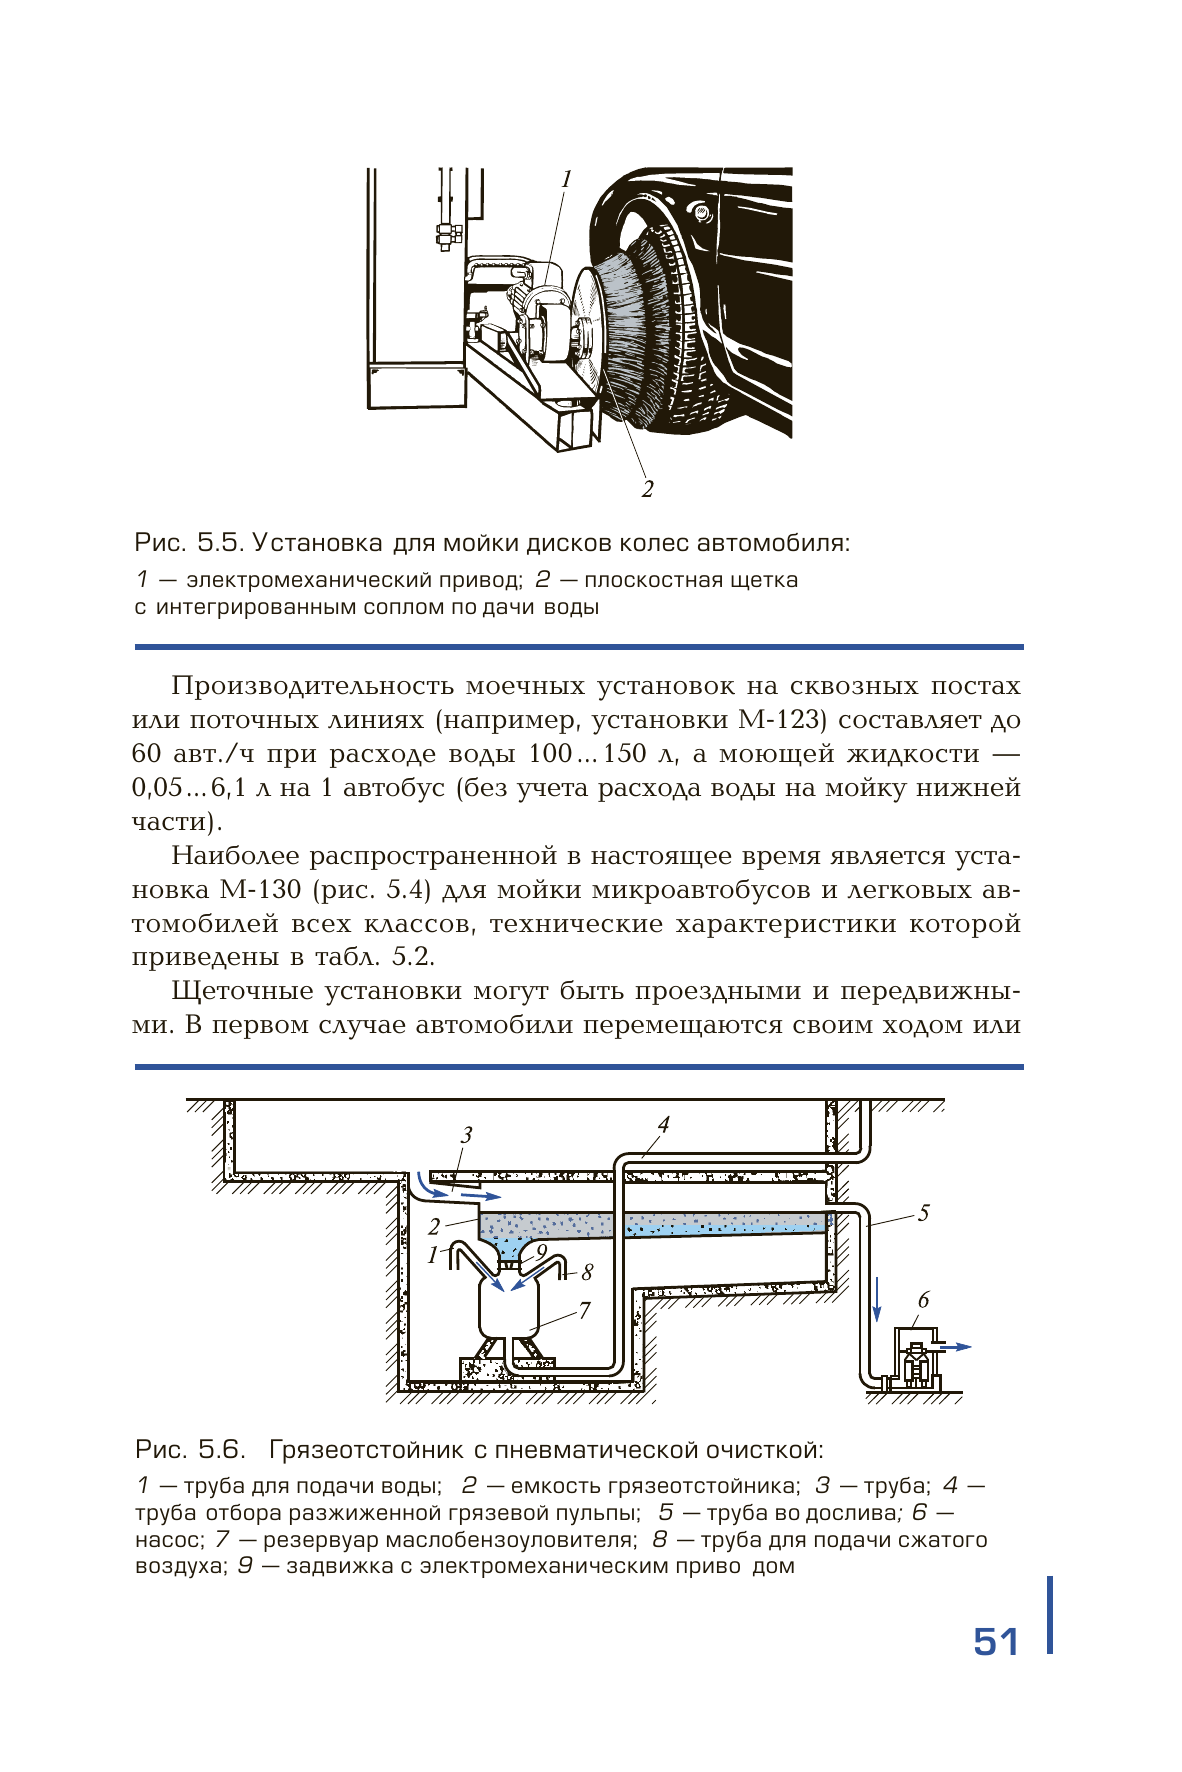 1
2
Рис. 5.5. Установка для мойки дисков колес автомобиля:
1 — электромеханический привод; 2 — плоскостная щетка
с интегрированным соплом по дачи воды
Производительность моечных установок на сквозных постах
или поточных линиях (например, установки М-123) составляет до
60 авт./ч при расходе воды 100 ... 150 л, а моющей жидкости —
0,05 ... 6,1 л на 1 автобус (без учета расхода воды на мойку нижней
части).
Наиболее распространенной в настоящее время является уста-
новка М-130 (рис. 5.4) для мойки микроавтобусов и легковых ав-
томобилей всех классов, технические характеристики которой
приведены в табл. 5.2.
Щеточные установки могут быть проездными и передвижны-
ми. В первом случае автомобили перемещаются своим ходом или
3
4
2
1
9
8
5
7
6
Рис. 5.6. Грязеотстойник с пневматической очисткой:
1 — труба для подачи воды; 2 — емкость грязеотстойника; 3 — труба; 4 —
труба отбора разжиженной грязевой пульпы; 5 — труба во дослива; 6 —
насос; 7 — резервуар маслобензоуловителя; 8 — труба для подачи сжатого
воздуха; 9 — задвижка с электромеханическим приво дом
51